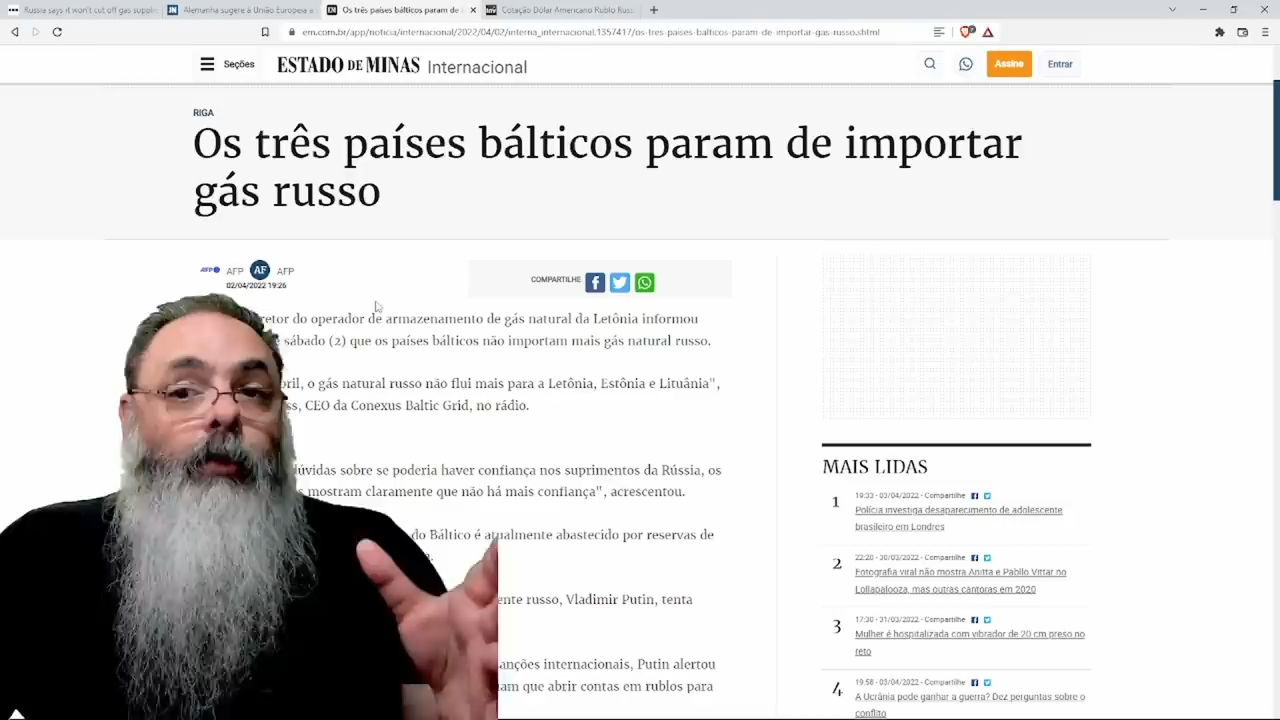 Russia says it won't cut off gas supplie
Alemanha sugere à União Europeia a
Os três países bálticos param de i
Cotação Dólar Americano Rublo Russ
em.com.br/app/noticia/internacional/2022/04/02/interna_internacional,1357417/os-tres-paises-balticos-param-de-importar-gas-russo.shtml
Seções
ESTADO DE MINAS Internacional
Assine
Entrar
RIGA
Os três países bálticos param de importar
gás russo
AFP AFP AF AFP
02/04/2022 19:26
COMPARTILHE
do operador de armazenamento de gás natural da Letônia informou
sábado (2) que os países bálticos não importam mais gás natural russo.
o gás natural russo não flui mais para a Letônia, Estônia e Lituânia",
CEO da Conexus Baltic Grid, no rádio.
sobre se poderia haver confiança nos suprimentos da Rússia, os
mostram claramente que não há mais confiança", acrescentou.
do Báltico é atualmente abastecido por reservas de
russo, Vladimir Putin, tenta
internacionais, Putin alertou
que abrir contas em rublos para
MAIS LIDAS
1
19:33 - 03/04/2022 - Compartilhe
Polícia investiga desaparecimento de adolescente
brasileiro em Londres
2
22:20 - 30/03/2022 - Compartilhe
Fotografia viral não mostra Anitta e Pabllo Vittar no
Lollapalooza, mas outras cantoras em 2020
3
17:30 - 31/03/2022 - Compartilhe
Mulher é hospitalizada com vibrador de 20 cm preso no
reto
4
19:58 - 03/04/2022 - Compartilhe
A Ucrânia pode ganhar a guerra? Dez perguntas sobre o
conflito